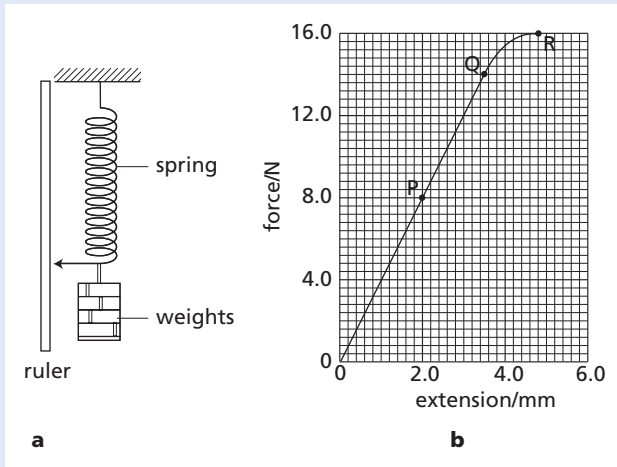 spring
weights
ruler
a
force/N
16.0
12.0
8.0
4.0
0
P
Q
R
0
2.0
4.0
6.0
extension/mm
b